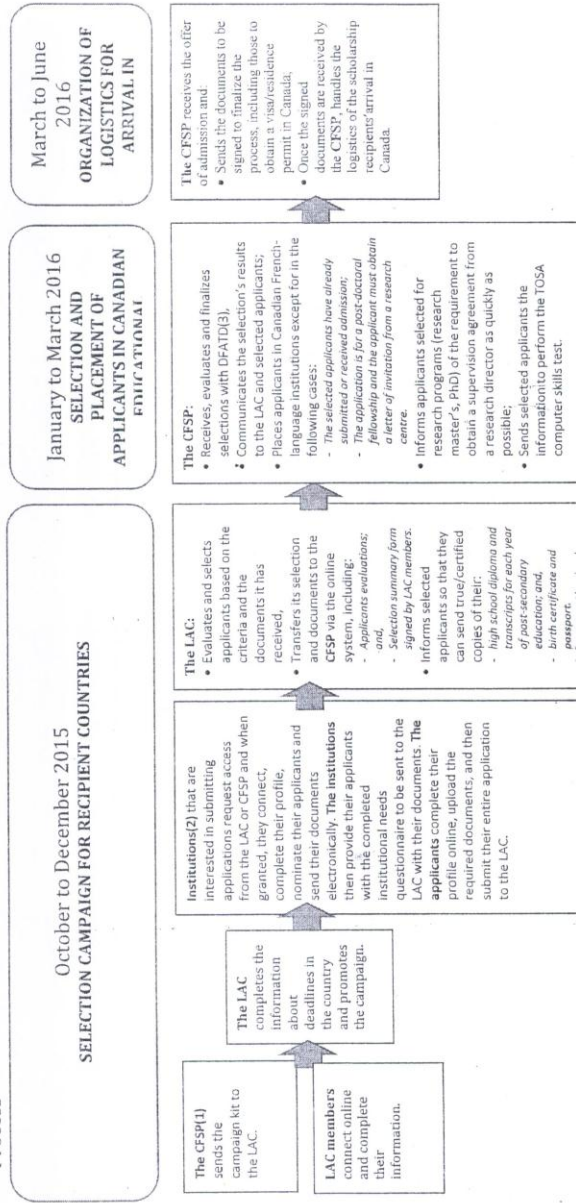 October to December 2015
SELECTION CAMPAIGN FOR RECIPIENT COUNTRIES
January to March 2016
SELECTION AND
PLACEMENT OF
APPLICANTS IN CANADIAN
EDUCATIONAL
March to June
2016
ORGANIZATION OF
LOGISTICS FOR
ARRIVAL IN
The CFSP(1)
sends the
campaign kit to
the LAC.
LAC members
connect online
and complete
their
information.
The LAC
completes the
information
about
deadlines in
the country
and promotes
the campaign.
Institutions(2) that are
interested in submitting
applications request access
from the LAC or CFSP and when
granted, they connect,
complete their profile,
nominate their applicants and
send their documents
electronically. The institutions
then provide their applicants
with the completed
institutional needs
questionnaire to be sent to the
LAC with their documents. The
applicants complete their
profile online, upload the
required documents, and then
submit their entire application
to the LAC.
The LAC:
• Evaluates and selects
applicants based on the
criteria and the
documents it has
received,
• Transfers its selection
and documents to the
CFSP via the online
system, including:
- Applicants evaluations;
and,
- Selection summary form
signed by LAC members.
• Informs selected
applicants so that they
can send true/certified
copies of their:
- high school diploma and
transcripts for each year
of post-secondary
education; and,
- birth certificate and
passport.
The CFSP:
• Receives, evaluates and finalizes
selections with DFATD(3),
• Communicates the selection's results
to the LAC and selected applicants;
• Places applicants in Canadian French-
language institutions except for in the
following cases:
- The selected applicants have already
submitted or received admission;
- The application is for a post-doctoral
fellowship and the applicant must obtain
a letter of invitation from a research
centre.
• Informs applicants selected for
research programs (research
master's, PhD) of the requirement to
obtain a supervision agreement from
a research director as quickly as
possible;
• Sends selected applicants the
information to perform the TOSA
computer skills test.
The CFSP receives the offer
of admission and:
• Sends the documents to be
signed to finalize the
process, including those to
obtain a visa/residence
permit in Canada;
• Once the signed
documents are received by
the CFSP, handles the
logistics of the scholarship
recipients'arrival in
Canada.